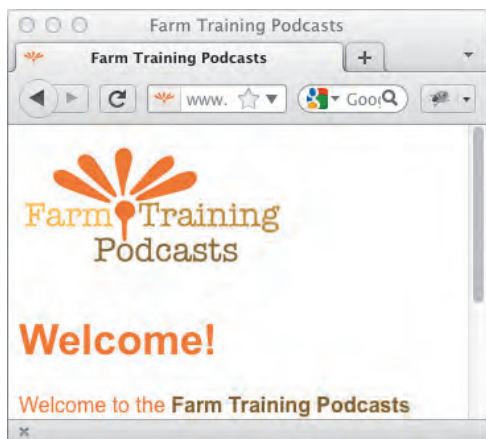 Farm Training Podcasts
Farm Training Podcasts
www.
Goo
Farm Training
Podcasts
Welcome!
Welcome to the Farm Training Podcasts